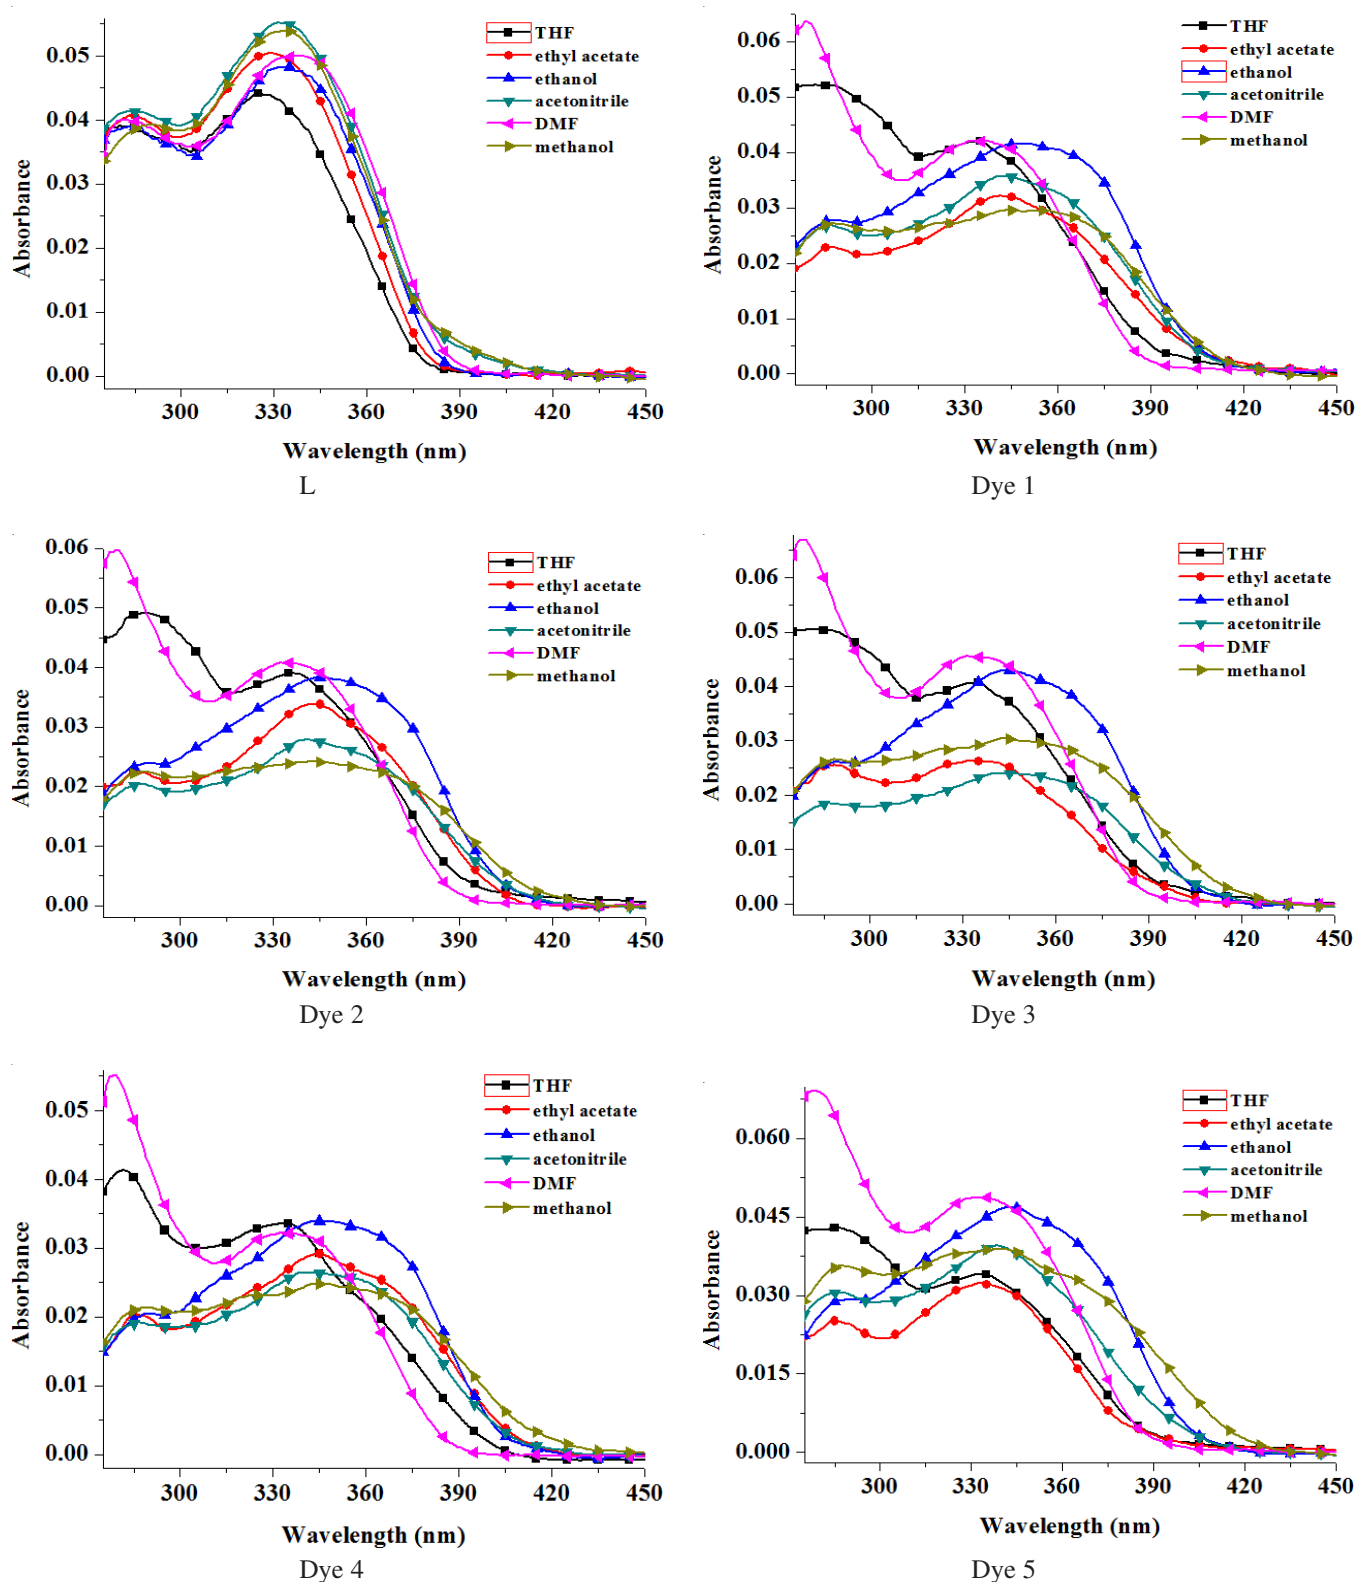 0.05
0.04
0.03
0.02
0.01
0.00
Absorbance
THF
ethyl acetate
ethanol
acetonitrile
DMF
methanol
300 330 360 390 420 450
Wavelength (nm)
L
0.06
0.05
0.04
0.03
0.02
0.01
0.00
Absorbance
THF
ethyl acetate
ethanol
acetonitrile
DMF
methanol
300 330 360 390 420 450
Wavelength (nm)
Dye 1
0.06
0.05
0.04
0.03
0.02
0.01
0.00
Absorbance
THF
ethyl acetate
ethanol
acetonitrile
DMF
methanol
300 330 360 390 420 450
Wavelength (nm)
Dye 2
0.06
0.05
0.04
0.03
0.02
0.01
0.00
Absorbance
THF
ethyl acetate
ethanol
acetonitrile
DMF
methanol
300 330 360 390 420 450
Wavelength (nm)
Dye 3
0.05
0.04
0.03
0.02
0.01
0.00
Absorbance
THF
ethyl acetate
ethanol
acetonitrile
DMF
methanol
300 330 360 390 420 450
Wavelength (nm)
Dye 4
0.060
0.045
0.030
0.015
0.000
Absorbance
THF
ethyl acetate
ethanol
acetonitrile
DMF
methanol
300 330 360 390 420 450
Wavelength (nm)
Dye 5